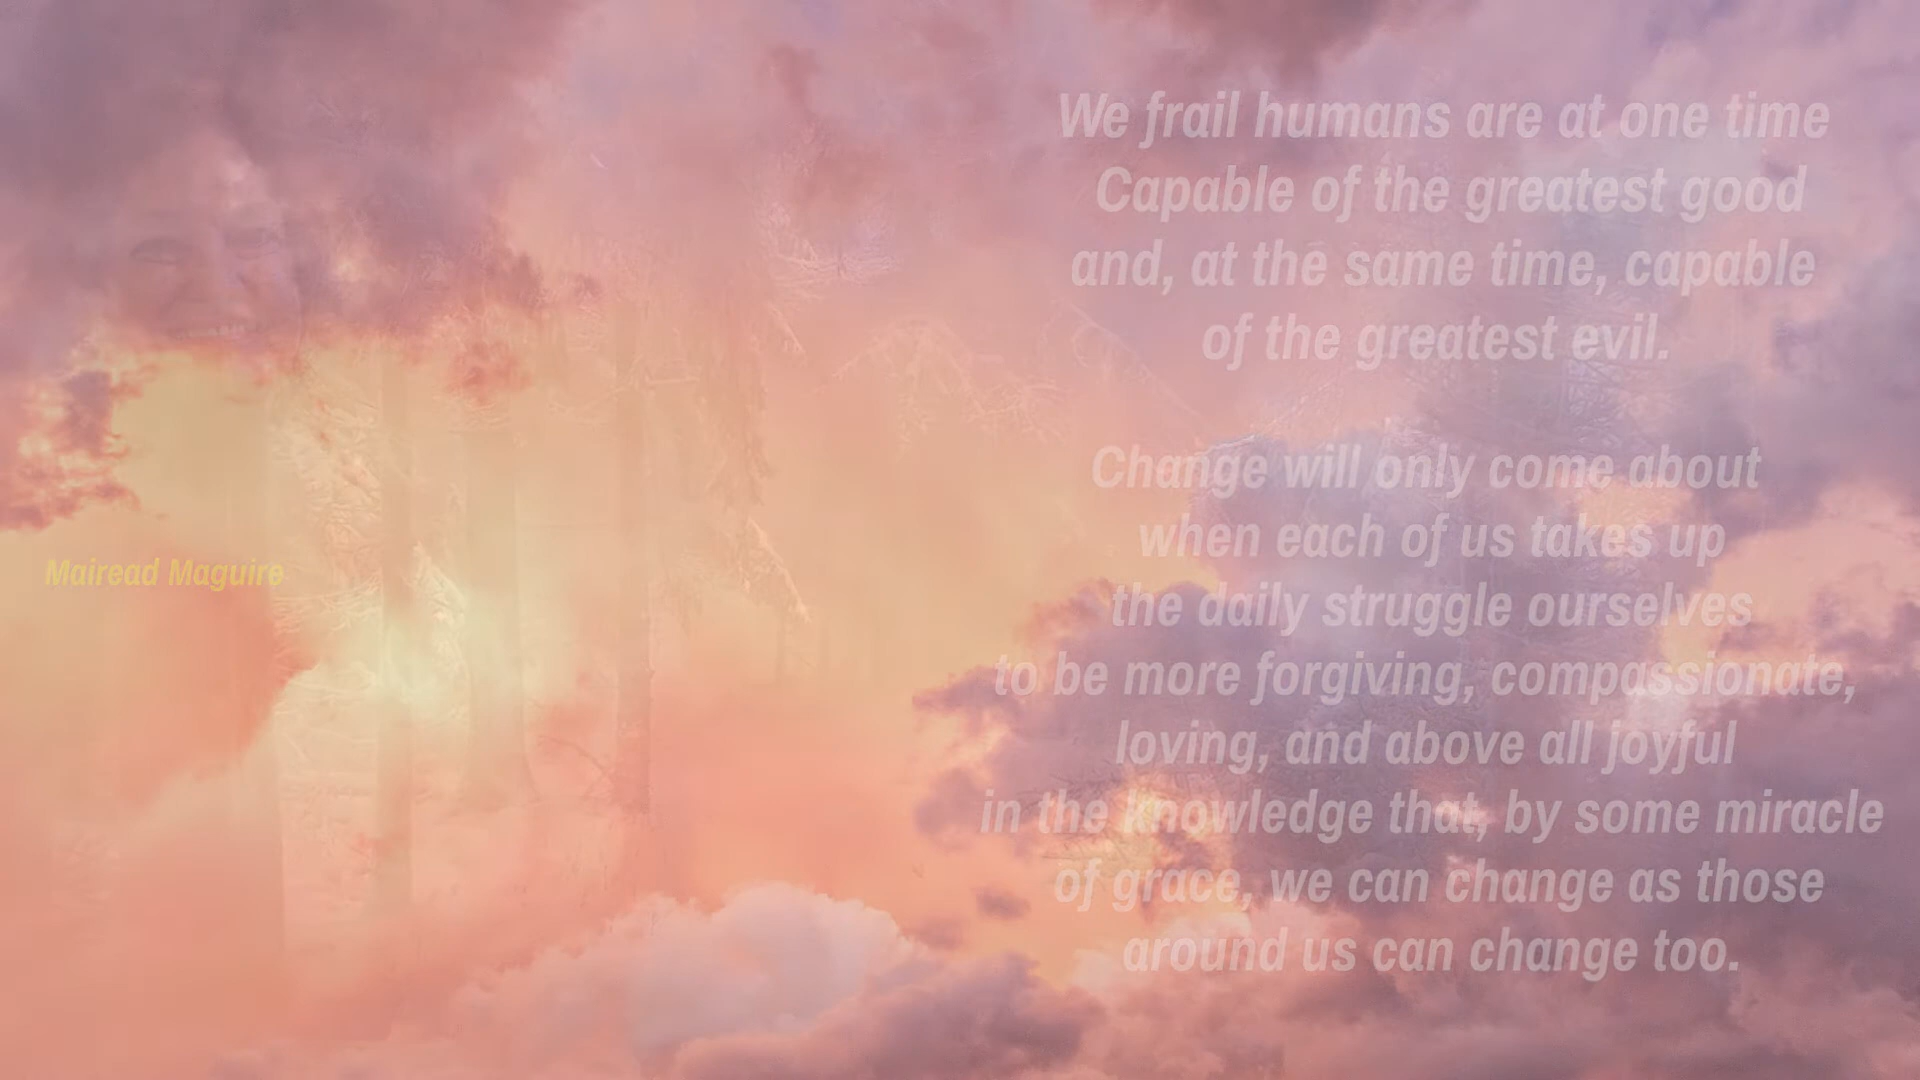 We frail humans are at one time
Capable of the greatest good
and, at the same time, capable
of the greatest evil.
Change will only come about
when each of us takes up
the daily struggle ourselves
to be more forgiving, compassionate,
loving, and above all joyful
in the knowledge that, by some miracle
of grace, we can change as those
around us can change too.
Mairead Maguire